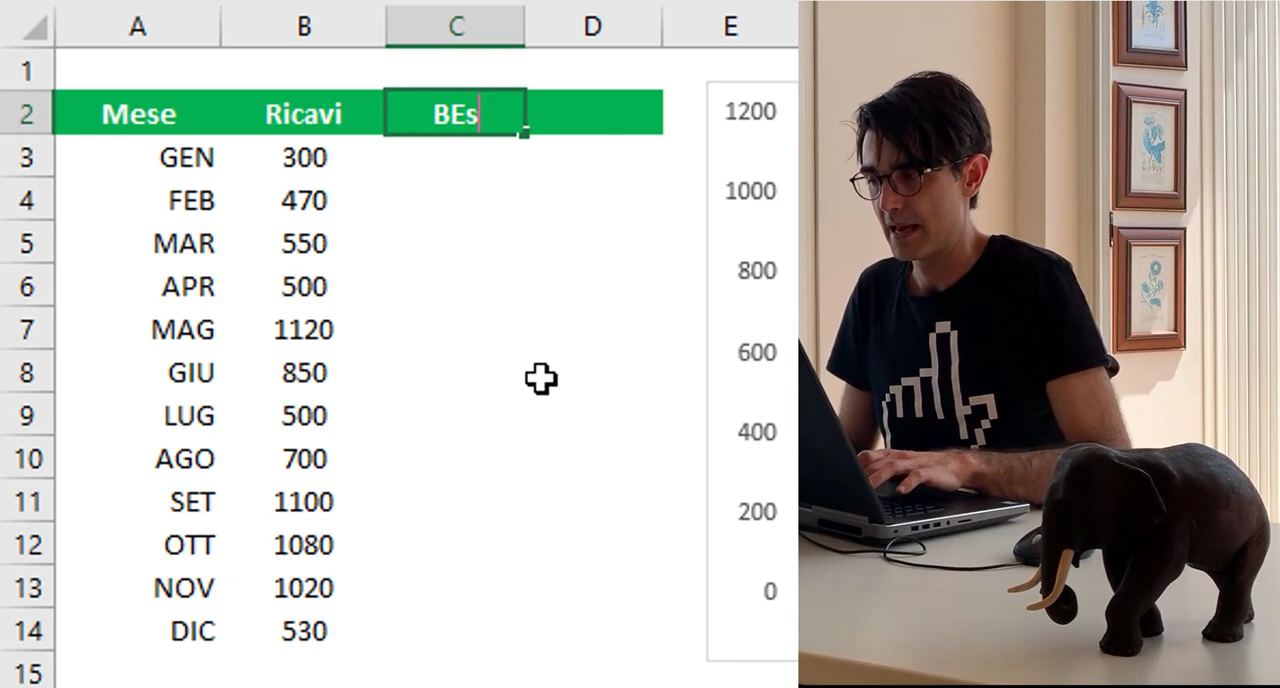 A B C D E
1
2 Mese Ricavi BEs
3 GEN 300
4 FEB 470
5 MAR 550
6 APR 500
7 MAG 1120
8 GIU 850
9 LUG 500
10 AGO 700
11 SET 1100
12 OTT 1080
13 NOV 1020
14 DIC 530
15
1200
1000
800
600
400
200
0